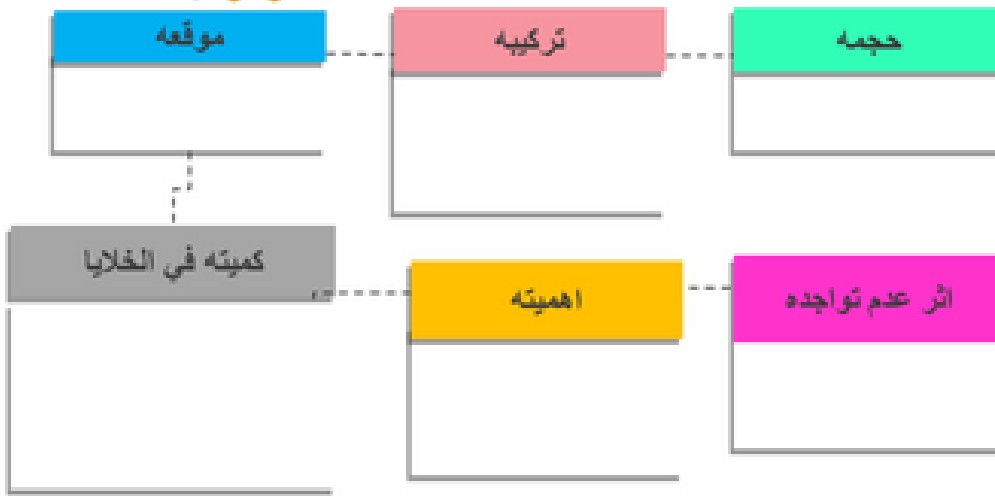 حجمه
تركيبه
موقعه
كميته في الخلايا
اهميته
اثر عدم تواجده